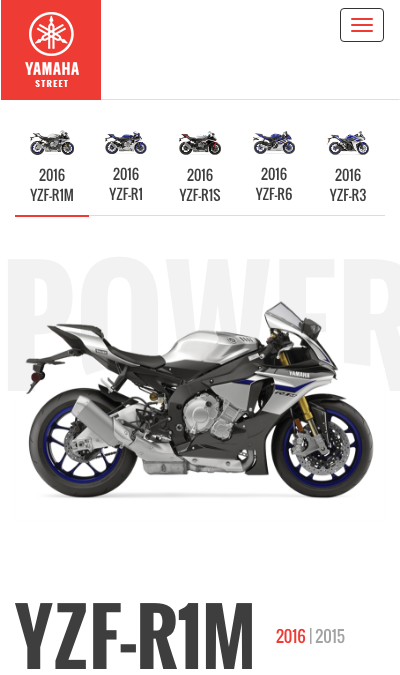 YAMAHA
STREET
2016
YZF-R1M
2016
YZF-R1
2016
YZF-R1S
2016
YZF-R6
2016
YZF-R3
POWER
YAMAHA
YZF-R1M 2016 | 2015